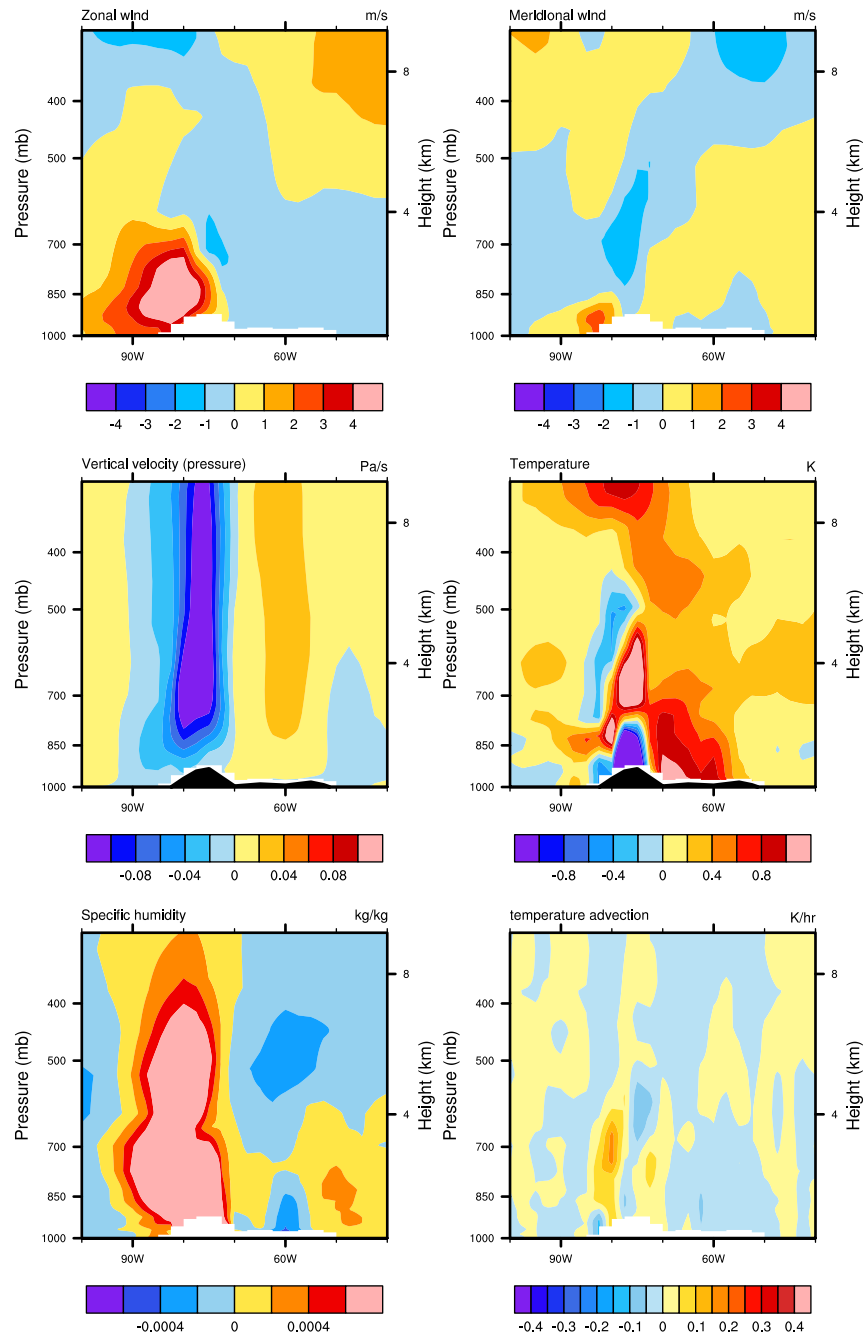 Zonal wind m/s
Pressure (mb)
400
500
700
850
1000
8
4
Height (km)
90W 60W
-4 -3 -2 -1 0 1 2 3 4
Meridional wind m/s
Pressure (mb)
400
500
700
850
1000
8
4
Height (km)
90W 60W
-4 -3 -2 -1 0 1 2 3 4
Vertical velocity (pressure) Pa/s
Pressure (mb)
400
500
700
850
1000
8
4
Height (km)
90W 60W
-0.08 -0.04 0 0.04 0.08
Temperature K
Pressure (mb)
400
500
700
850
1000
8
4
Height (km)
90W 60W
-0.8 -0.4 0 0.4 0.8
Specific humidity kg/kg
Pressure (mb)
400
500
700
850
1000
8
4
Height (km)
90W 60W
-0.0004 0 0.0004
temperature advection K/hr
Pressure (mb)
400
500
700
850
1000
8
4
Height (km)
90W 60W
-0.4 -0.3 -0.2 -0.1 0 0.1 0.2 0.3 0.4